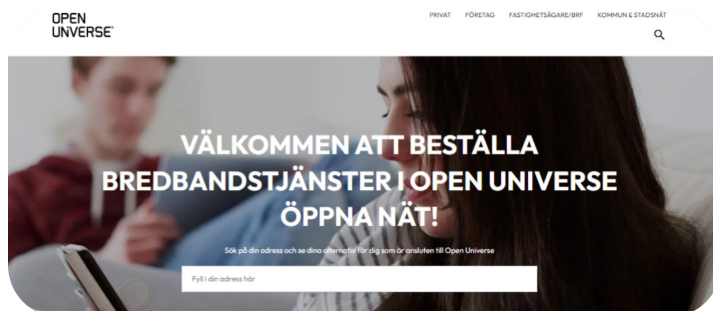 OPEN
UNVERSE
PRIVAT FÖRETAG FASTIGHETSÄGARE/BRF KOMMUN & STADSNÄT
VÄLKOMMEN ATT BESTÄLLA
BREDBANDSTJÄNSTER I OPEN UNIVERSE
ÖPPNA NÄT!
Sök på din adress och se dina alternativ för dig som är ansluten till Open Universe
Fyll i din adress här